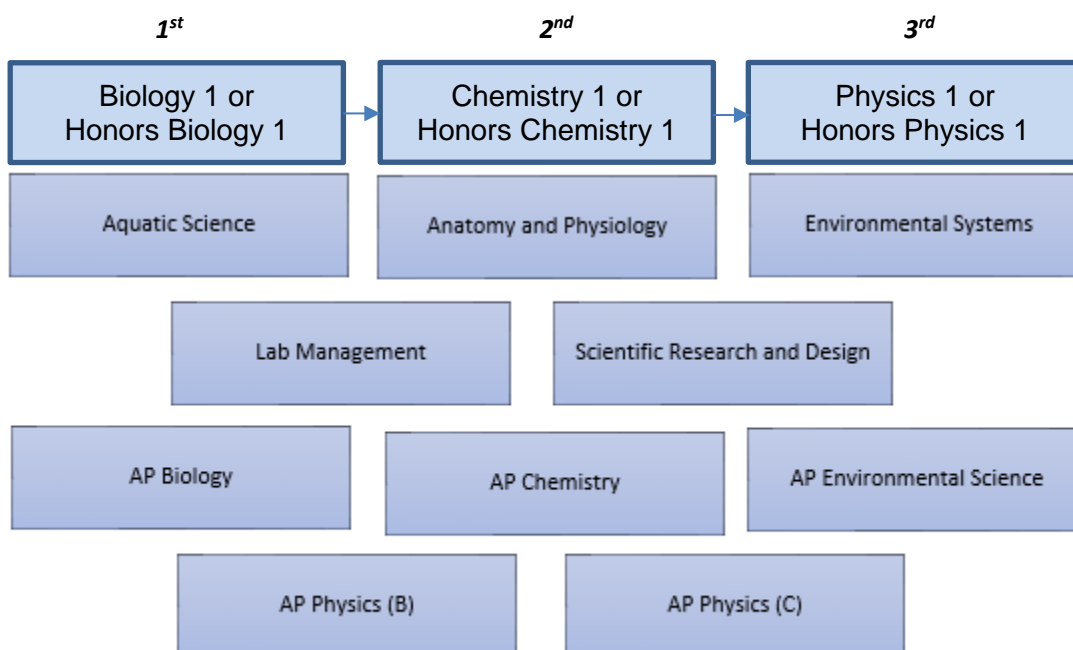 1st
2nd
3rd
Biology 1 or
Honors Biology 1
Chemistry 1 or
Honors Chemistry 1
Physics 1 or
Honors Physics 1
Aquatic Science
Anatomy and Physiology
Environmental Systems
Lab Management
Scientific Research and Design
AP Biology
AP Chemistry
AP Environmental Science
AP Physics (B)
AP Physics (C)